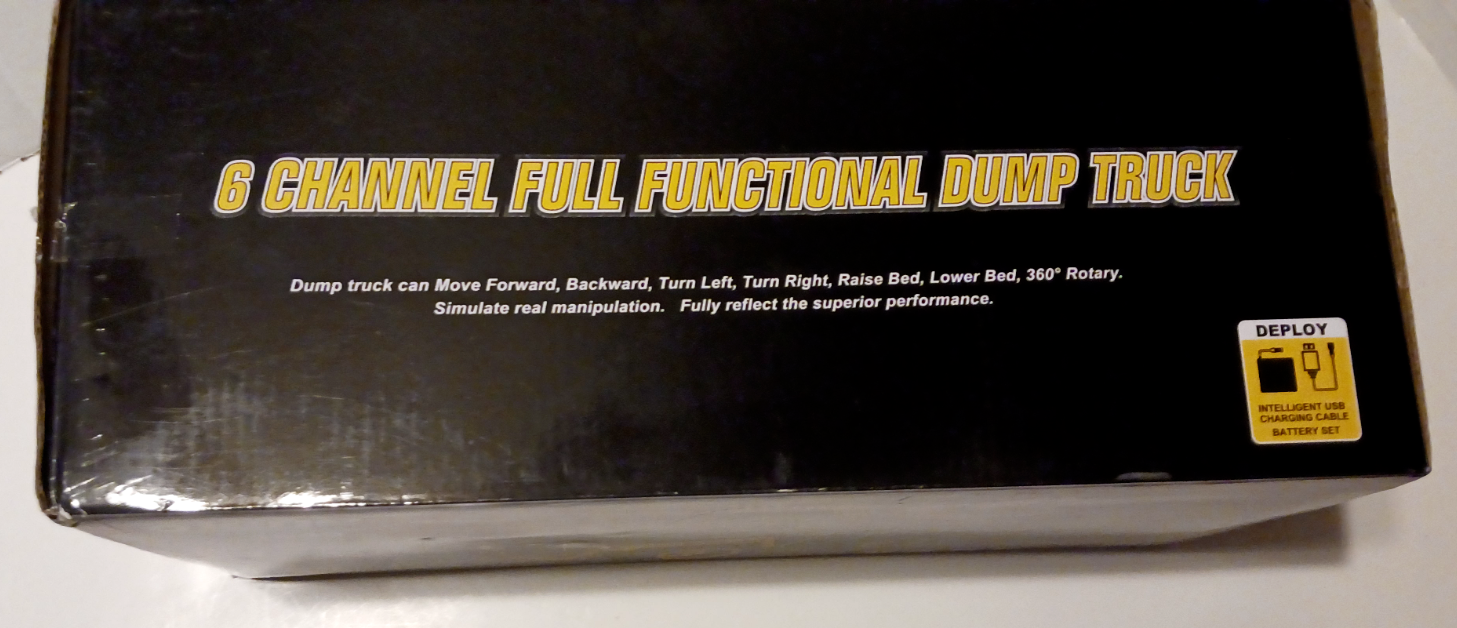 6 CHANNEL FULL FUNCTIONAL DUMP TRUCK
Dump truck can Move Forward, Backward, Turn Left, Turn Right, Raise Bed, Lower Bed, 360° Rotary.
Simulate real manipulation. Fully reflect the superior performance.
DEPLOY
INTELLIGENT USB
CHARGING CABLE
BATTERY SET